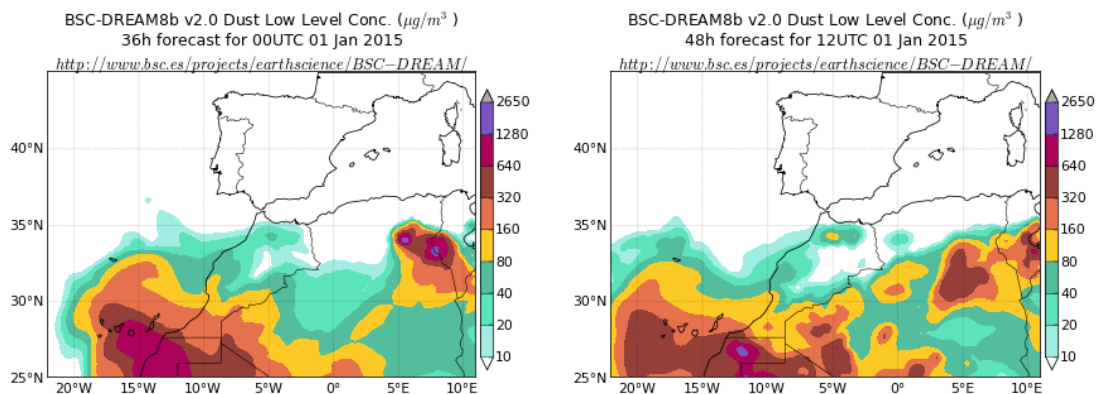 BSC-DREAM8b v2.0 Dust Low Level Conc. (μg/m³ )
36h forecast for 00UTC 01 Jan 2015
http://www.bsc.es/projects/earthscience/BSC−DREAM/
2650
1280
640
320
160
80
40
20
10
40°N
35°N
30°N
25°N
20°W
15°W
10°W
5°W
0°
5°E
10°E
BSC-DREAM8b v2.0 Dust Low Level Conc. (μg/m³ )
48h forecast for 12UTC 01 Jan 2015
http://www.bsc.es/projects/earthscience/BSC−DREAM/
2650
1280
640
320
160
80
40
20
10
40°N
35°N
30°N
25°N
20°W
15°W
10°W
5°W
0°
5°E
10°E